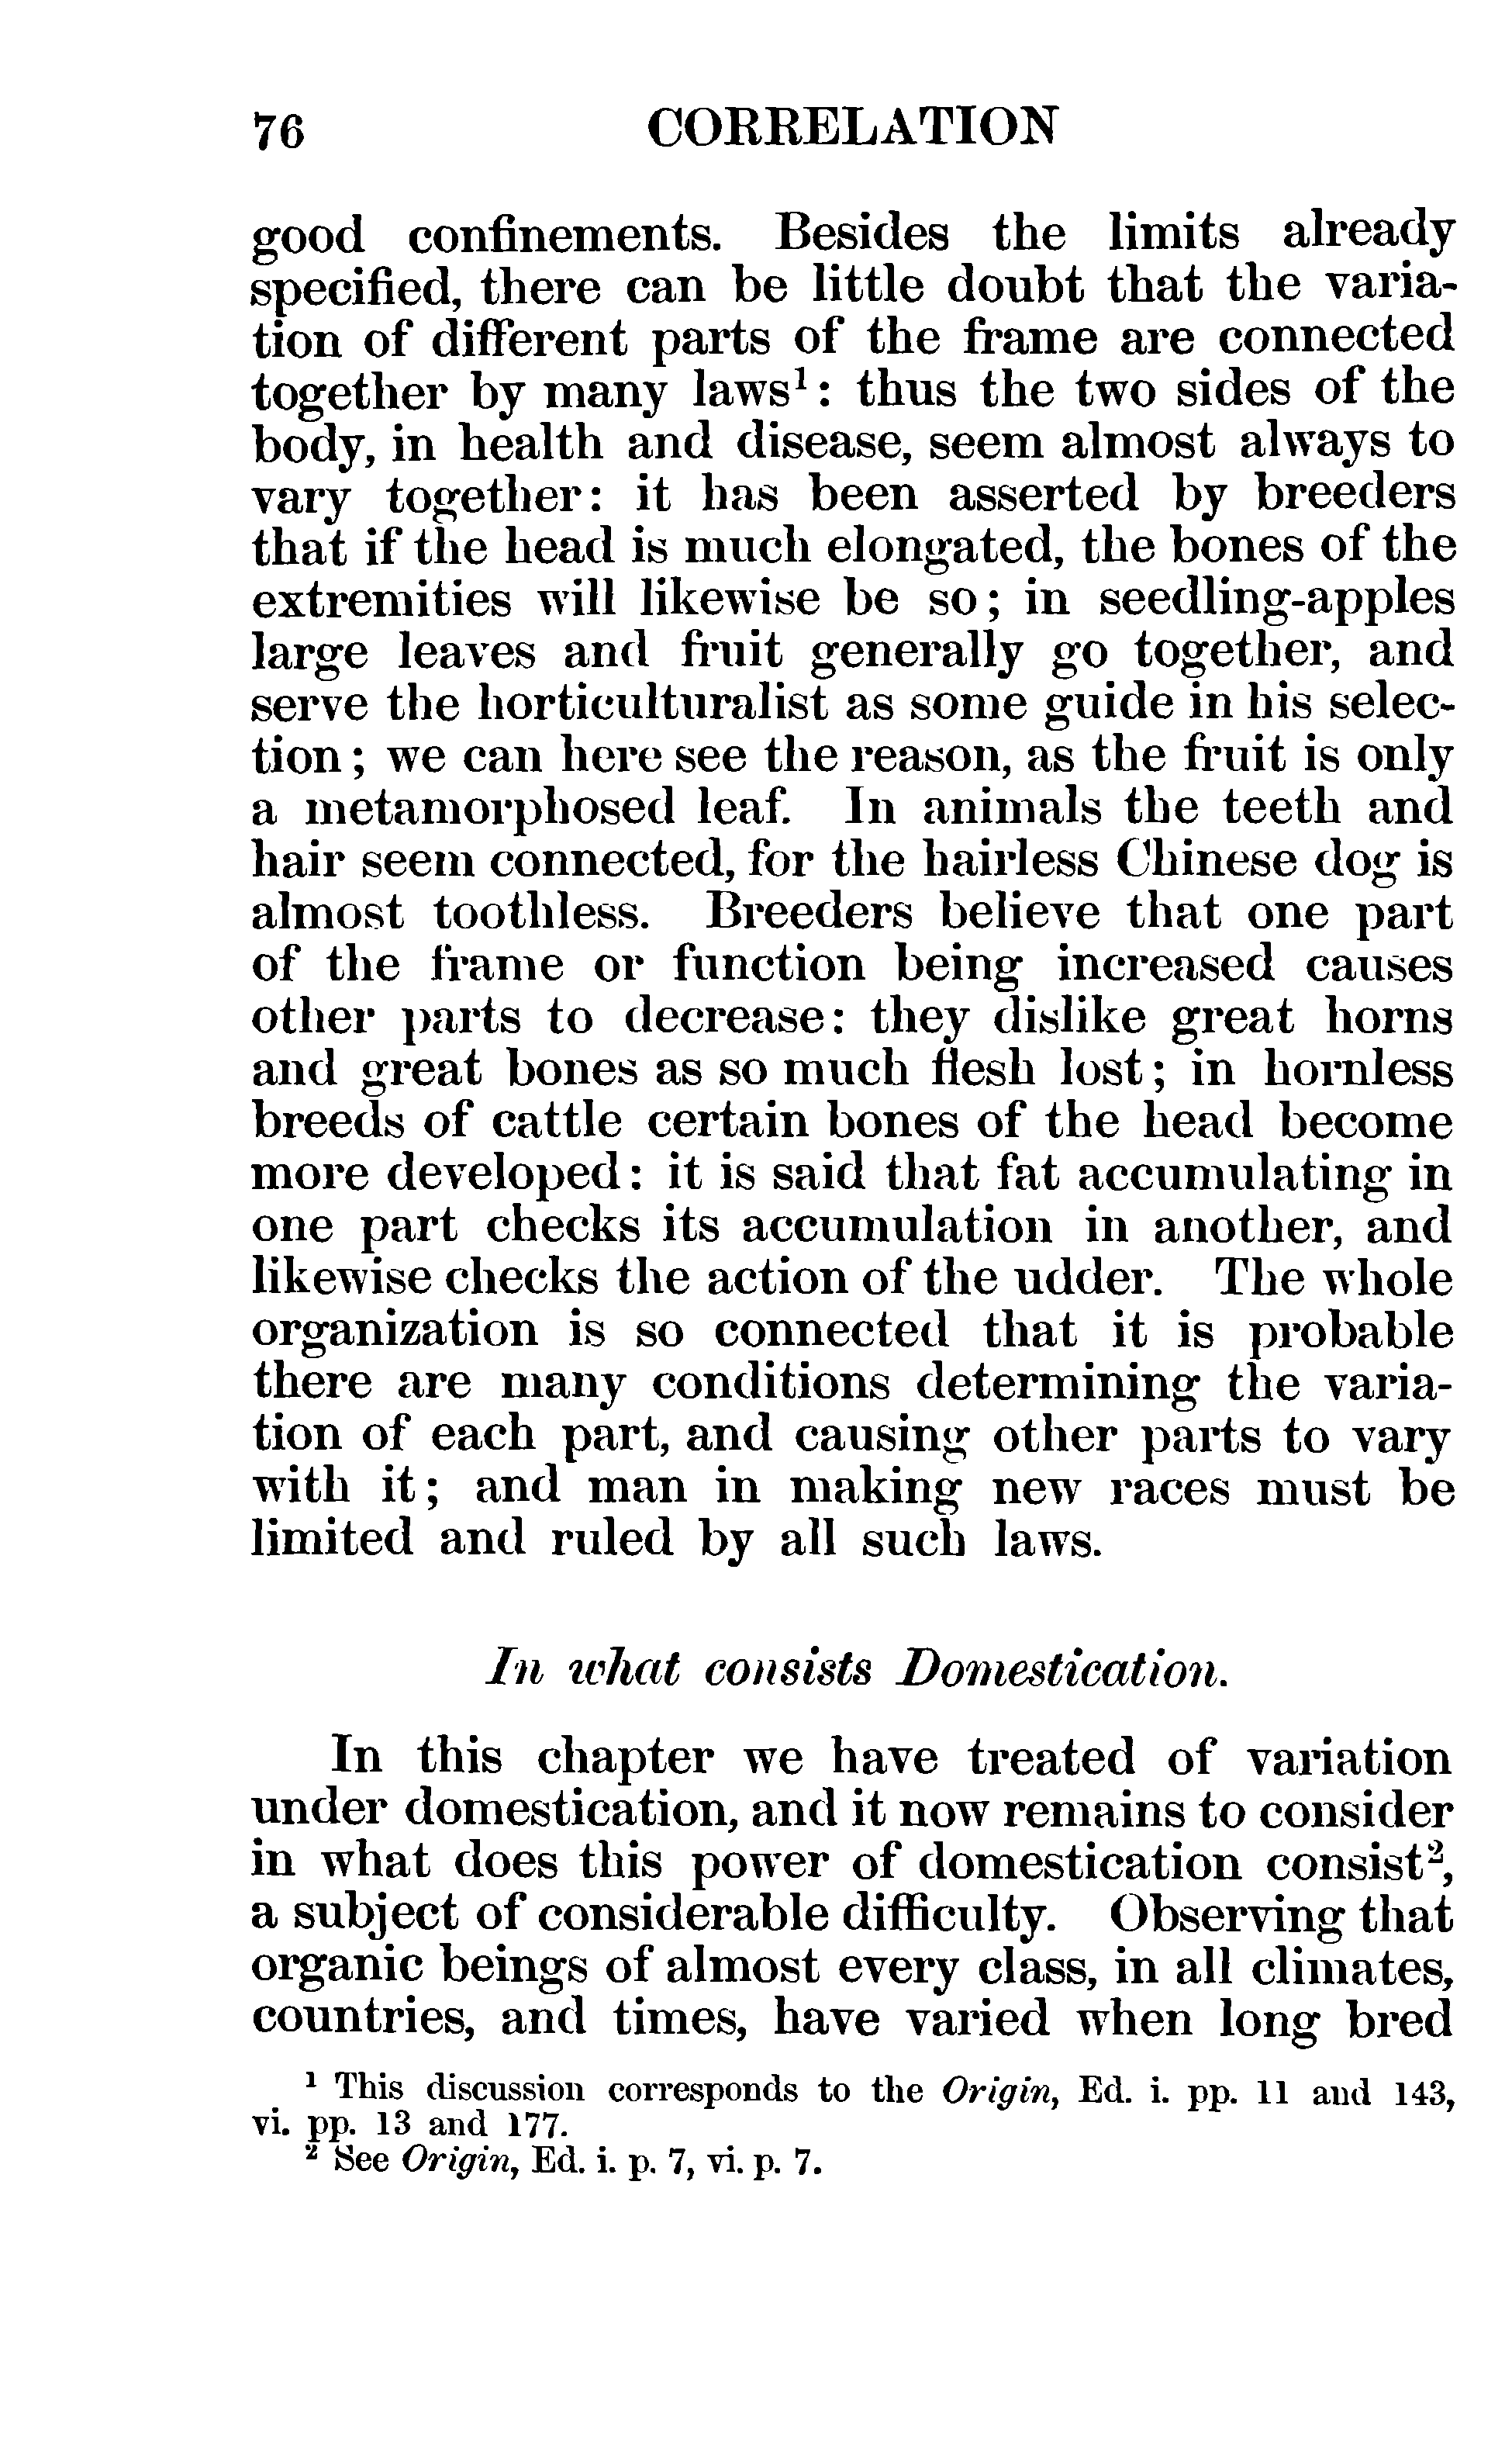 76 CORRELATION
good confinements. Besides the limits already
specified, there can be little doubt that the varia-
tion of different parts of the frame are connected
together by many laws¹: thus the two sides of the
body, in health and disease, seem almost always to
vary together: it has been asserted by breeders
that if the head is much elongated, the bones of the
extremities will likewise be so; in seedling-apples
large leaves and fruit generally go together, and
serve the horticulturalist as some guide in his selec-
tion; we can here see the reason, as the fruit is only
a metamorphosed leaf. In animals the teeth and
hair seem connected, for the hairless Chinese dog is
almost toothless. Breeders believe that one part
of the frame or function being increased causes
other parts to decrease: they dislike great horns
and great bones as so much flesh lost; in hornless
breeds of cattle certain bones of the head become
more developed: it is said that fat accumulating in
one part checks its accumulation in another, and
likewise checks the action of the udder. The whole
organization is so connected that it is probable
there are many conditions determining the varia-
tion of each part, and causing other parts to vary
with it; and man in making new races must be
limited and ruled by all such laws.
In what consists Domestication.
In this chapter we have treated of variation
under domestication, and it now remains to consider
in what does this power of domestication consist²,
a subject of considerable difficulty. Observing that
organic beings of almost every class, in all climates,
countries, and times, have varied when long bred
¹ This discussion corresponds to the Origin, Ed. i. pp. 11 and 143,
vi. pp. 13 and 177.
² See Origin, Ed. i. p. 7, vi. p. 7.